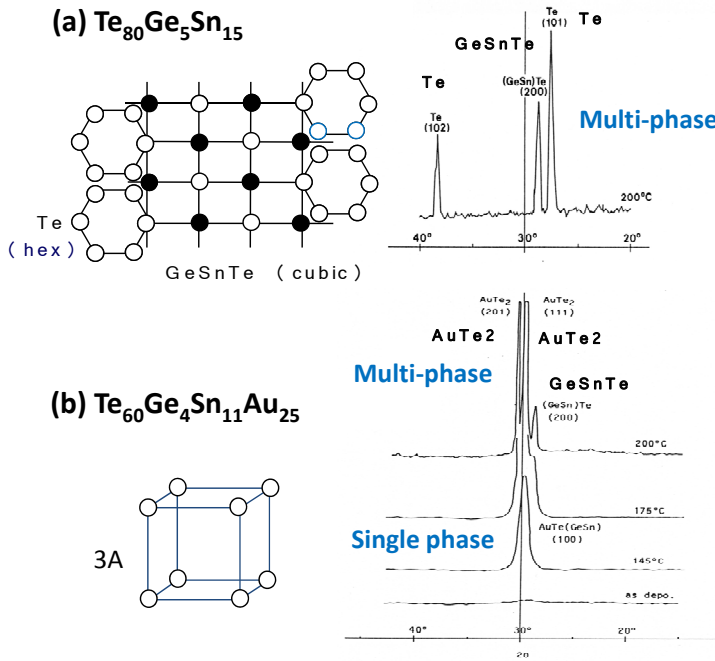 (a) Te80Ge5Sn15
Te
(hex)
GeSnTe (cubic)
Te
Te
(102)
GeSnTe
(GeSn)Te
(200)
Te
(101)
Te
Multi-phase
200°C
40° 30° 20°
(b) Te60Ge4Sn11Au25
3A
AuTe2
(201)
AuTe2
(111)
AuTe2 AuTe2
Multi-phase
GeSnTe
(GeSn)Te
(200)
200°C
175°C
Single phase
AuTe(GeSn)
(100)
145°C
as depo.
40° 30° 20°
2θ